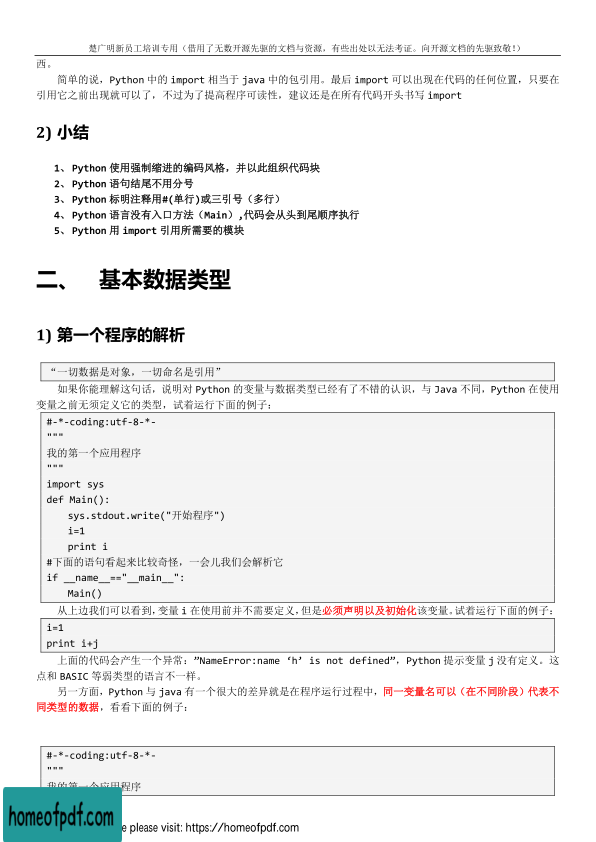 楚广明新员工培训专用（借用了无数开源先驱的文档与资源，有些出处以无法考证。向开源文档的先驱致敬！）
西。
简单的说，Python 中的 import 相当于 java 中的包引用。最后 import 可以出现在代码的任何位置，只要在
引用它之前出现就可以了，不过为了提高程序可读性，建议还是在所有代码开头书写 import
2) 小结
1、 Python 使用强制缩进的编码风格，并以此组织代码块
2、 Python 语句结尾不用分号
3、 Python 标明注释用#(单行)或三引号（多行）
4、 Python 语言没有入口方法（Main）,代码会从头到尾顺序执行
5、 Python 用 import 引用所需要的模块
二、 基本数据类型
1) 第一个程序的解析
“一切数据是对象，一切命名是引用”
如果你能理解这句话，说明对 Python 的变量与数据类型已经有了不错的认识，与 Java 不同，Python 在使用
变量之前无须定义它的类型，试着运行下面的例子：
#-*-coding:utf-8-*-
"""
我的第一个应用程序
"""
import sys
def Main():
sys.stdout.write("开始程序")
i=1
print i
#下面的语句看起来比较奇怪，一会儿我们会解析它
if __name__=="__main__":
Main()
从上边我们可以看到,变量 i 在使用前并不需要定义,但是必须声明以及初始化该变量。试着运行下面的例子：
i=1
print i+j
上面的代码会产生一个异常：”NameError:name ‘h’ is not defined”，Python 提示变量 j 没有定义。这
点和 BASIC 等弱类型的语言不一样。
另一方面，Python 与 java 有一个很大的差异就是在程序运行过程中，同一变量名可以（在不同阶段）代表不
同类型的数据，看看下面的例子：
#-*-coding:utf-8-*-
"""
我的第一个应用程序
homeofpdf.com
e please visit: https://homeofpdf.com